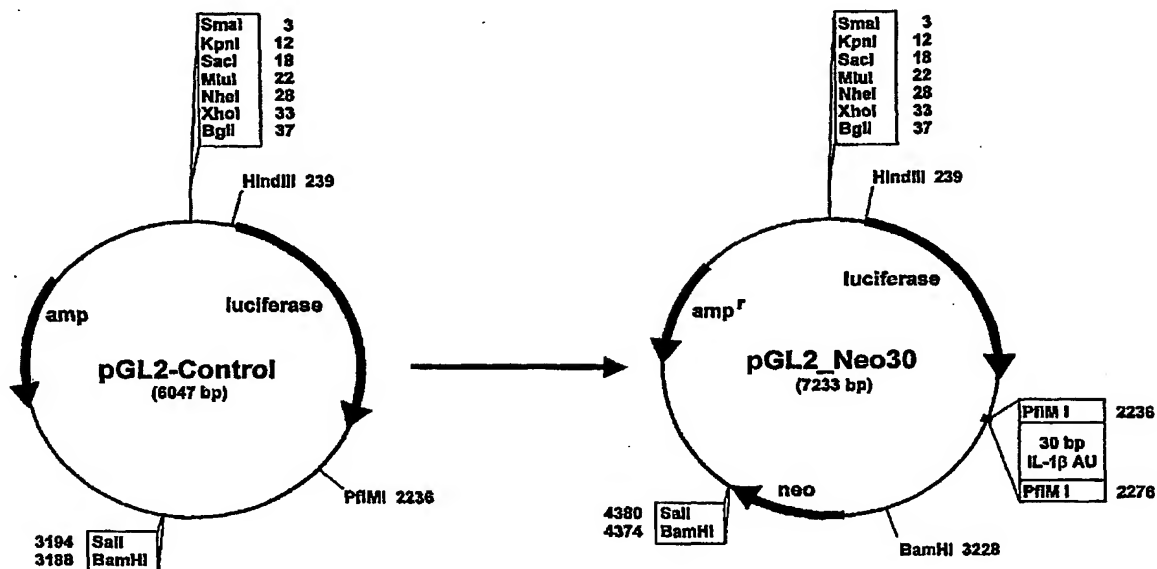 SmaI 3
KpnI 12
SacI 18
MluI 22
NheI 28
XhoI 33
BglI 37
HindIII 239
amp
luciferase
pGL2-Control
(6047 bp)
PflMI 2236
3194 SalI
3188 BamHI
SmaI 3
KpnI 12
SacI 18
MluI 22
NheI 28
XhoI 33
BglI 37
HindIII 239
amp r
luciferase
pGL2_Neo30
(7233 bp)
PflM I 2236
30 bp
IL-1β AU
PflM I 2276
neo
4380 SalI
4374 BamHI
BamHI 3228